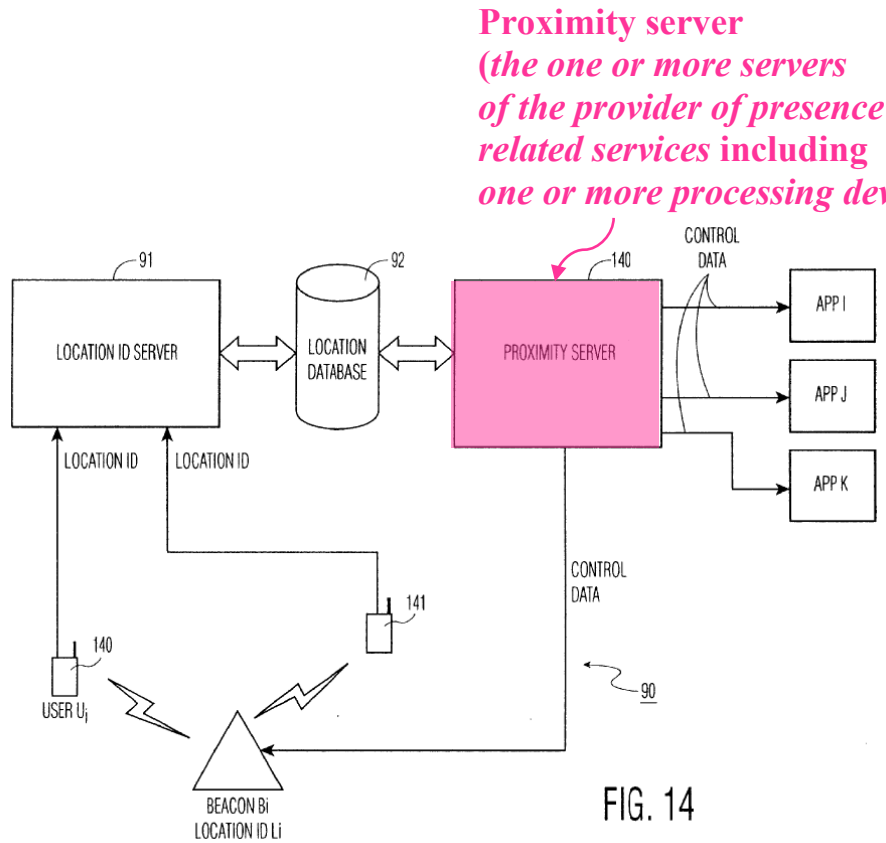 Proximity server
(the one or more servers
of the provider of presence
related services including
one or more processing
CONTROL
DATA
91
92
140
LOCATION ID SERVER
LOCATION
DATABASE
PROXIMITY SERVER
APP I
APP J
APP K
LOCATION ID
LOCATION ID
CONTROL
DATA
141
140
90
USER Ui
BEACON Bi
LOCATION ID Li
FIG. 14